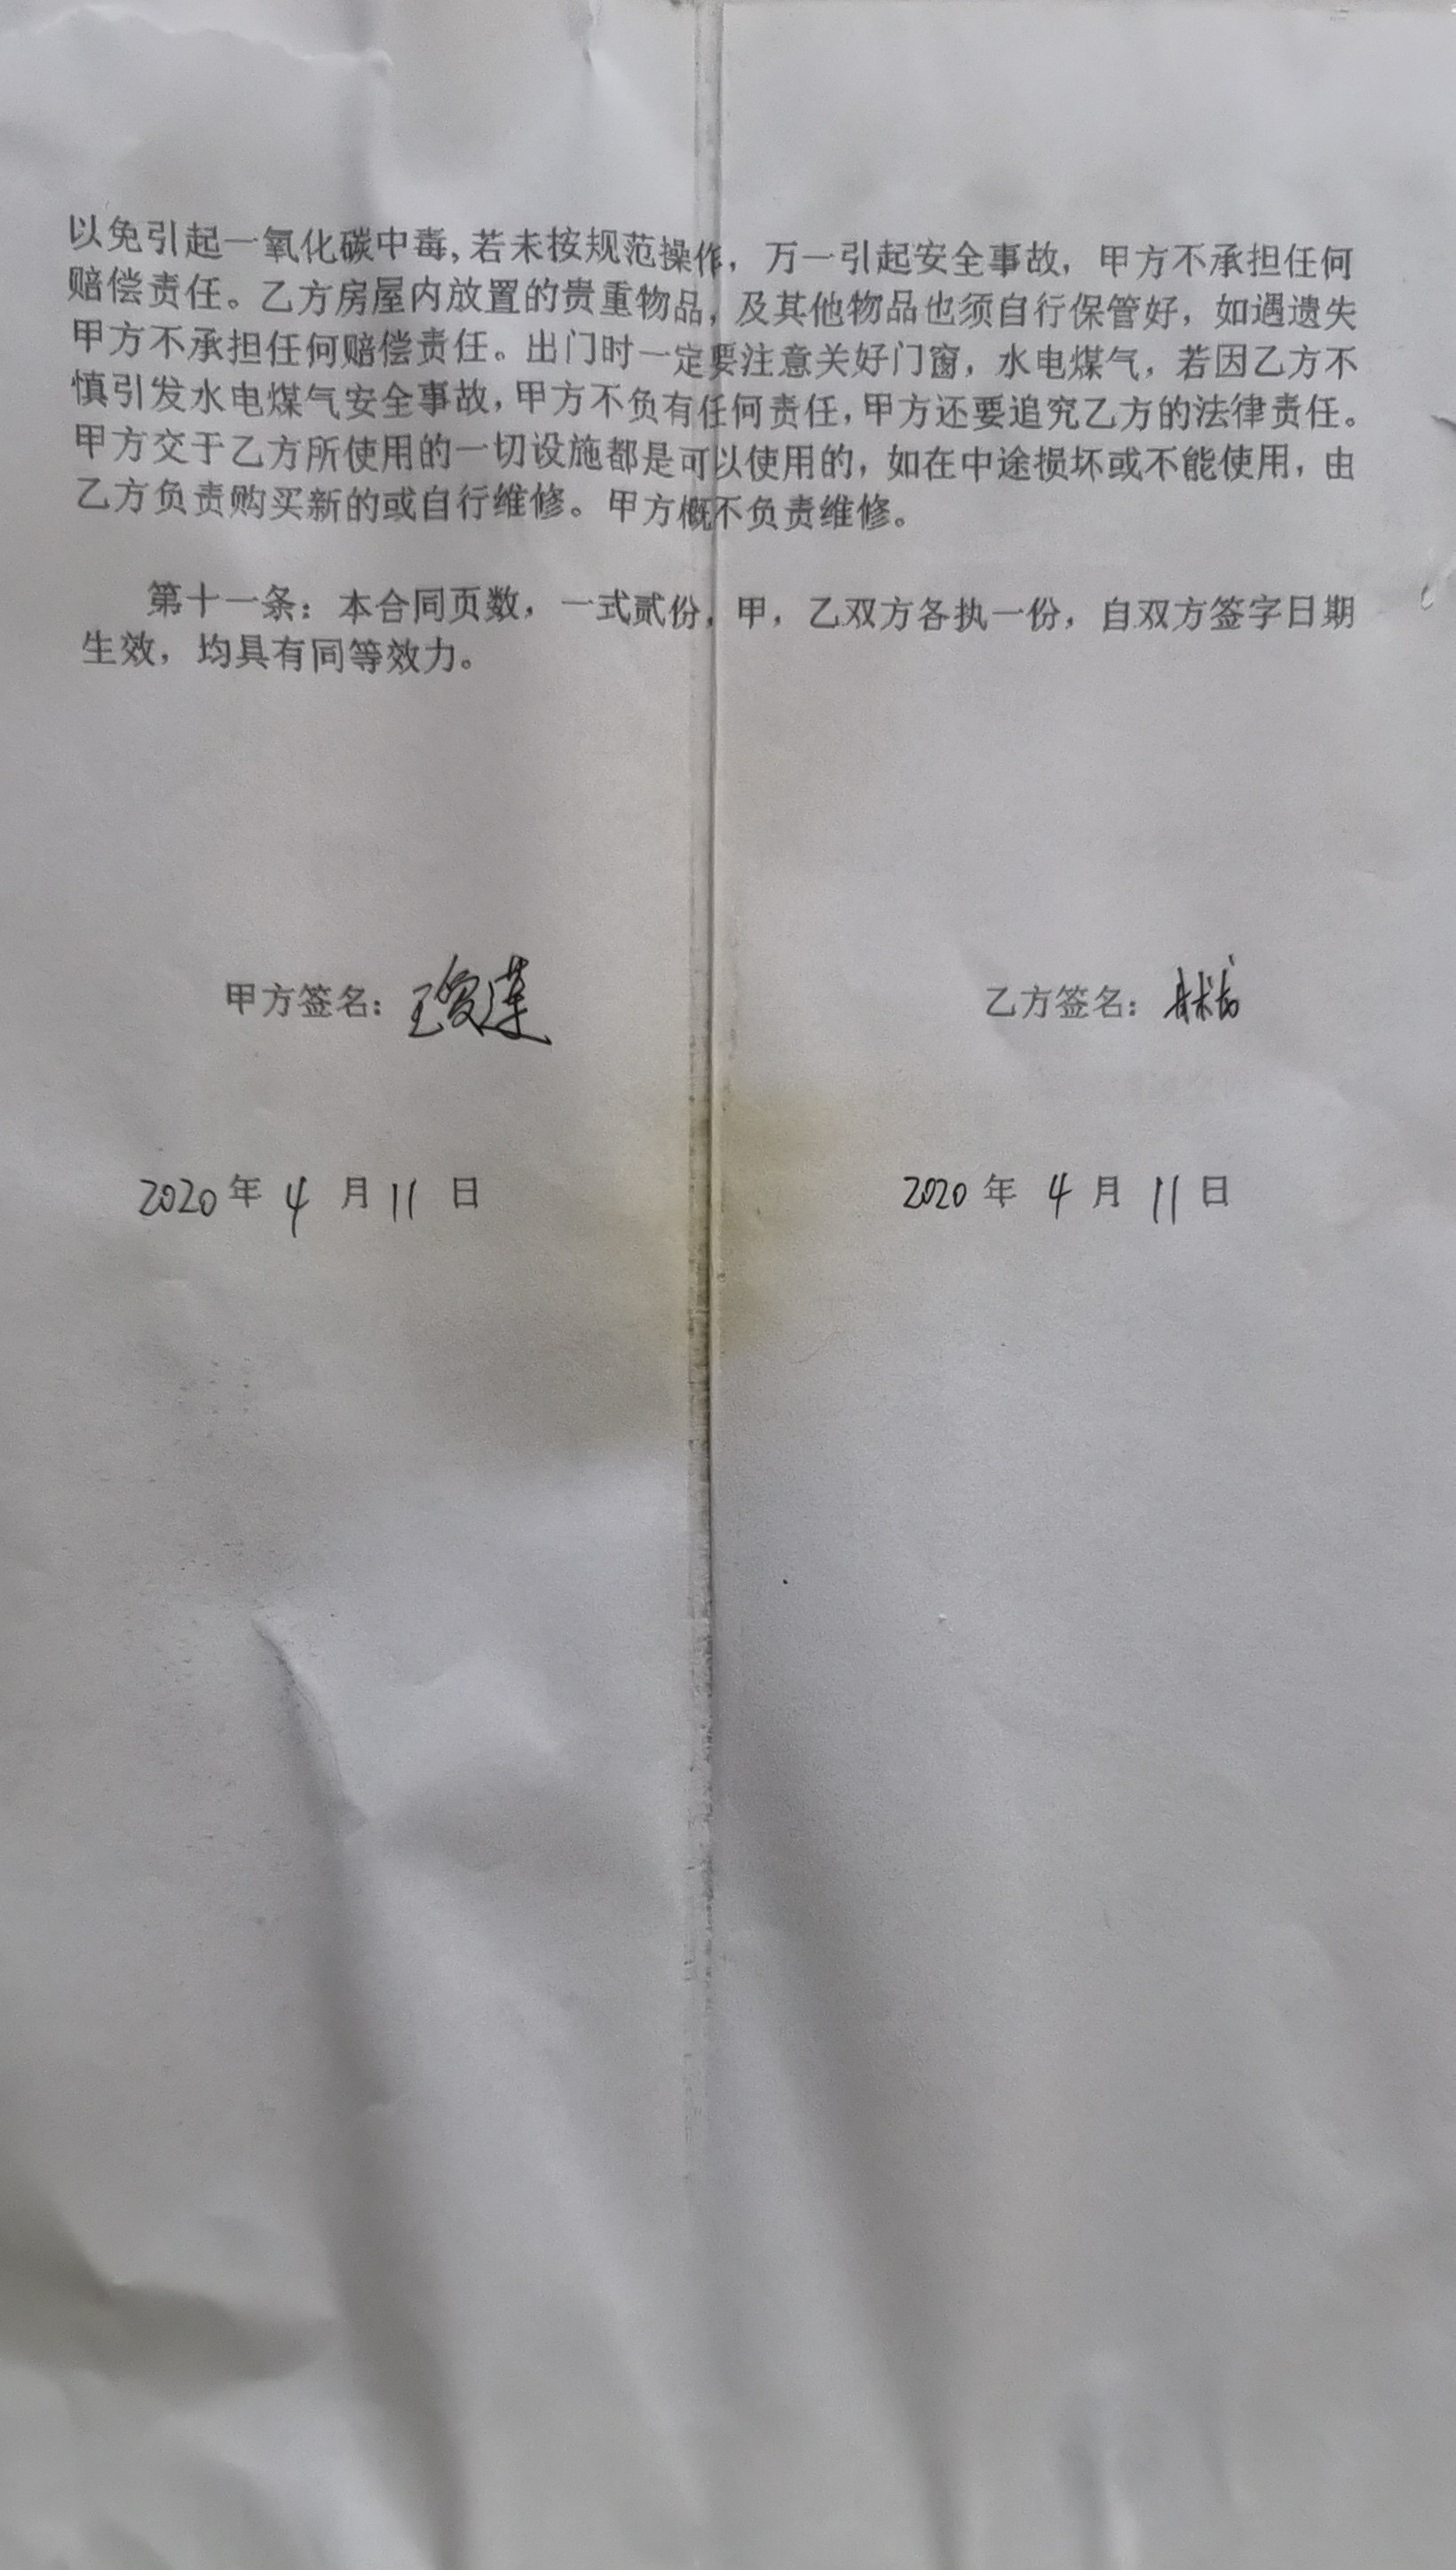 以免引起一氧化碳中毒,若未按规范操作，万一引起安全事故，甲方不承担任何
赔偿责任。乙方房屋内放置的贵重物品，及其他物品也须自行保管好，如遇遗失
甲方不承担任何赔偿责任。出门时一定要注意关好门窗，水电煤气，若因乙方不
慎引发水电煤气安全事故,甲方不负有任何责任,甲方还要追究乙方的法律责任。
甲方交于乙方所使用的一切设施都是可以使用的，如在中途损坏或不能使用，由
乙方负责购买新的或自行维修。甲方概不负责维修。
第十一条：本合同页数，一式贰份，甲，乙双方各执一份，自双方签字日期
生效，均具有同等效力。
甲方签名：王爱莲 乙方签名：
2020年 4 月 11 日 2020 年 4 月 11 日